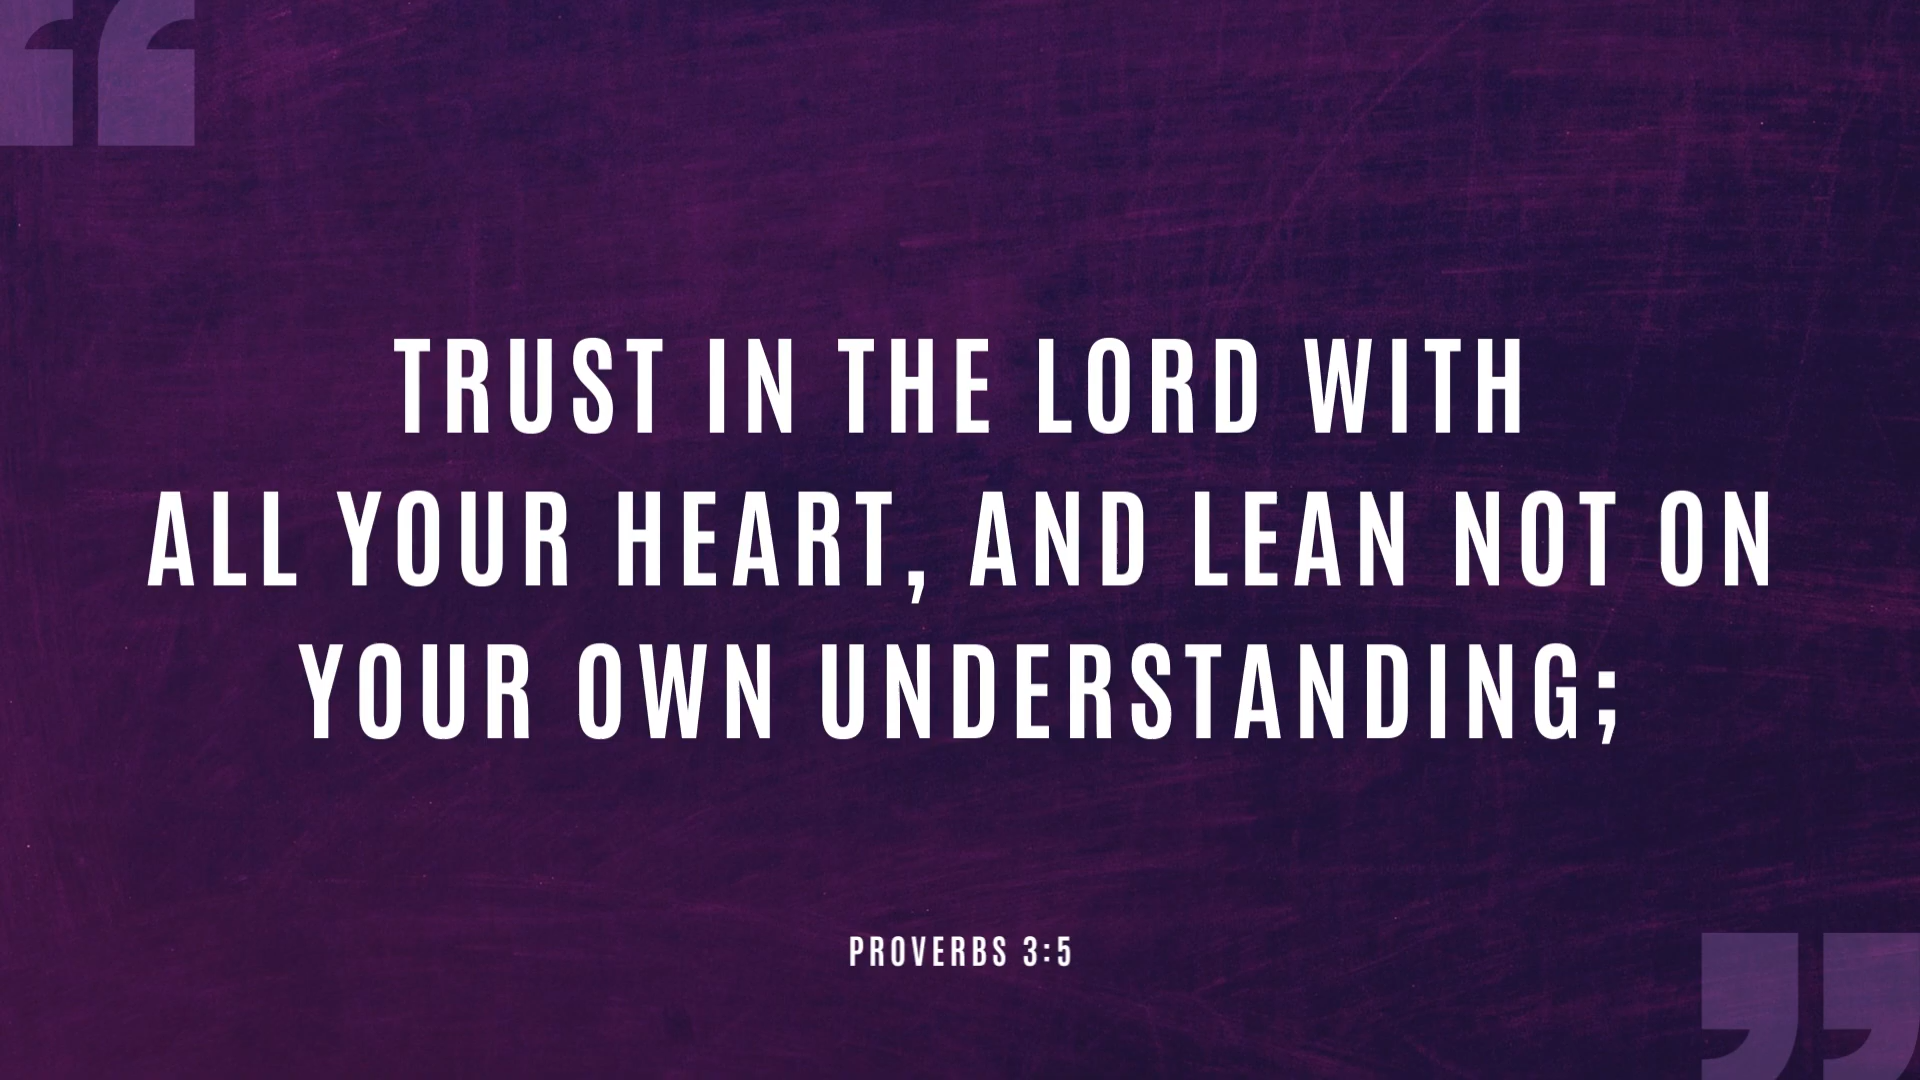 TRUST IN THE LORD WITH
ALL YOUR HEART, AND LEAN NOT ON
YOUR OWN UNDERSTANDING;
PROVERBS 3:5